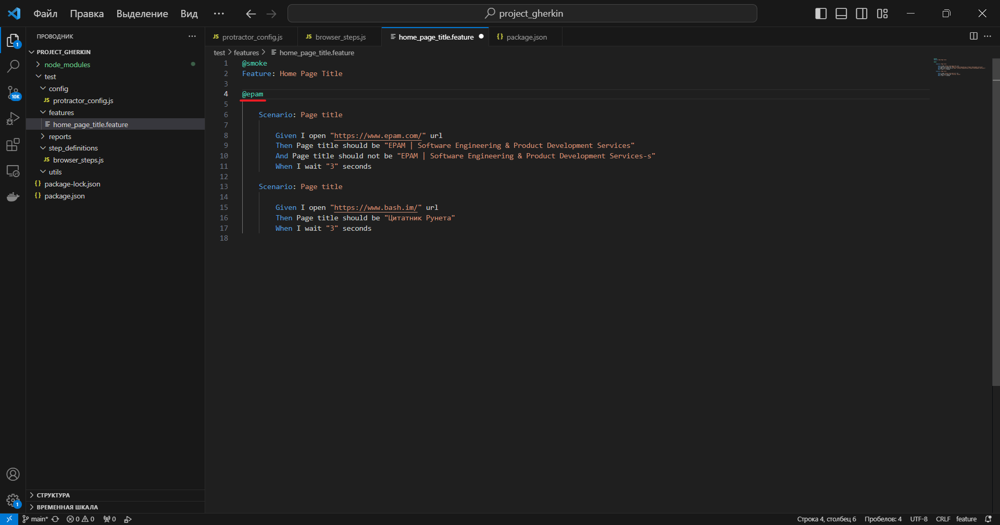 Файл Правка Выделение Вид ··· project_gherkin
ПРОВОДНИК ···
PROJECT_GHERKIN
node_modules
test
config
JS protractor_config.js
features
home_page_title.feature
reports
step_definitions
JS browser_steps.js
utils
{} package-lock.json
{} package.json
СТРУКТУРА
ВРЕМЕННАЯ ШКАЛА
1
10K
1
JS protractor_config.js JS browser_steps.js home_page_title.feature {} package.json ···
test > features > home_page_title.feature
1 @smoke
2 Feature: Home Page Title
3
4 @epam
5
6 Scenario: Page title
7
8 Given I open "https://www.epam.com/" url
9 Then Page title should be "EPAM | Software Engineering & Product Development Services"
10 And Page title should not be "EPAM | Software Engineering & Product Development Services-s"
11 When I wait "3" seconds
12
13 Scenario: Page title
14
15 Given I open "https://www.bash.im/" url
16 Then Page title should be "Цитатник Рунета"
17 When I wait "3" seconds
18
main* 0 0 0 Строка 4, столбец 6 Пробелов: 4 UTF-8 CRLF feature